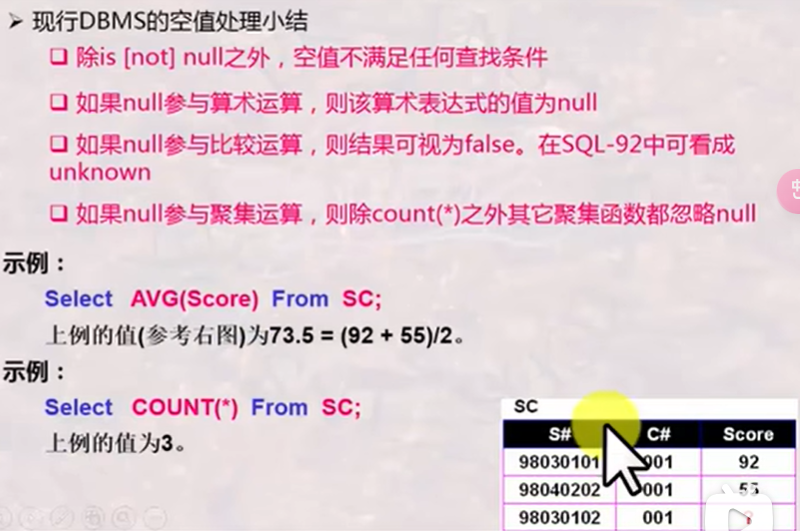 现行DBMS的空值处理小结
除is [not] null之外，空值不满足任何查找条件
如果null参与算术运算，则该算术表达式的值为null
如果null参与比较运算，则结果可视为false。在SQL-92中可看成
unknown
如果null参与聚集运算，则除count(*)之外其它聚集函数都忽略null
示例：
Select AVG(Score) From SC;
上例的值(参考右图)为73.5 = (92 + 55)/2。
示例：
Select COUNT(*) From SC;
上例的值为3。
SC
S# C# Score
98030101 001 92
98040202 001 55
98030102 001